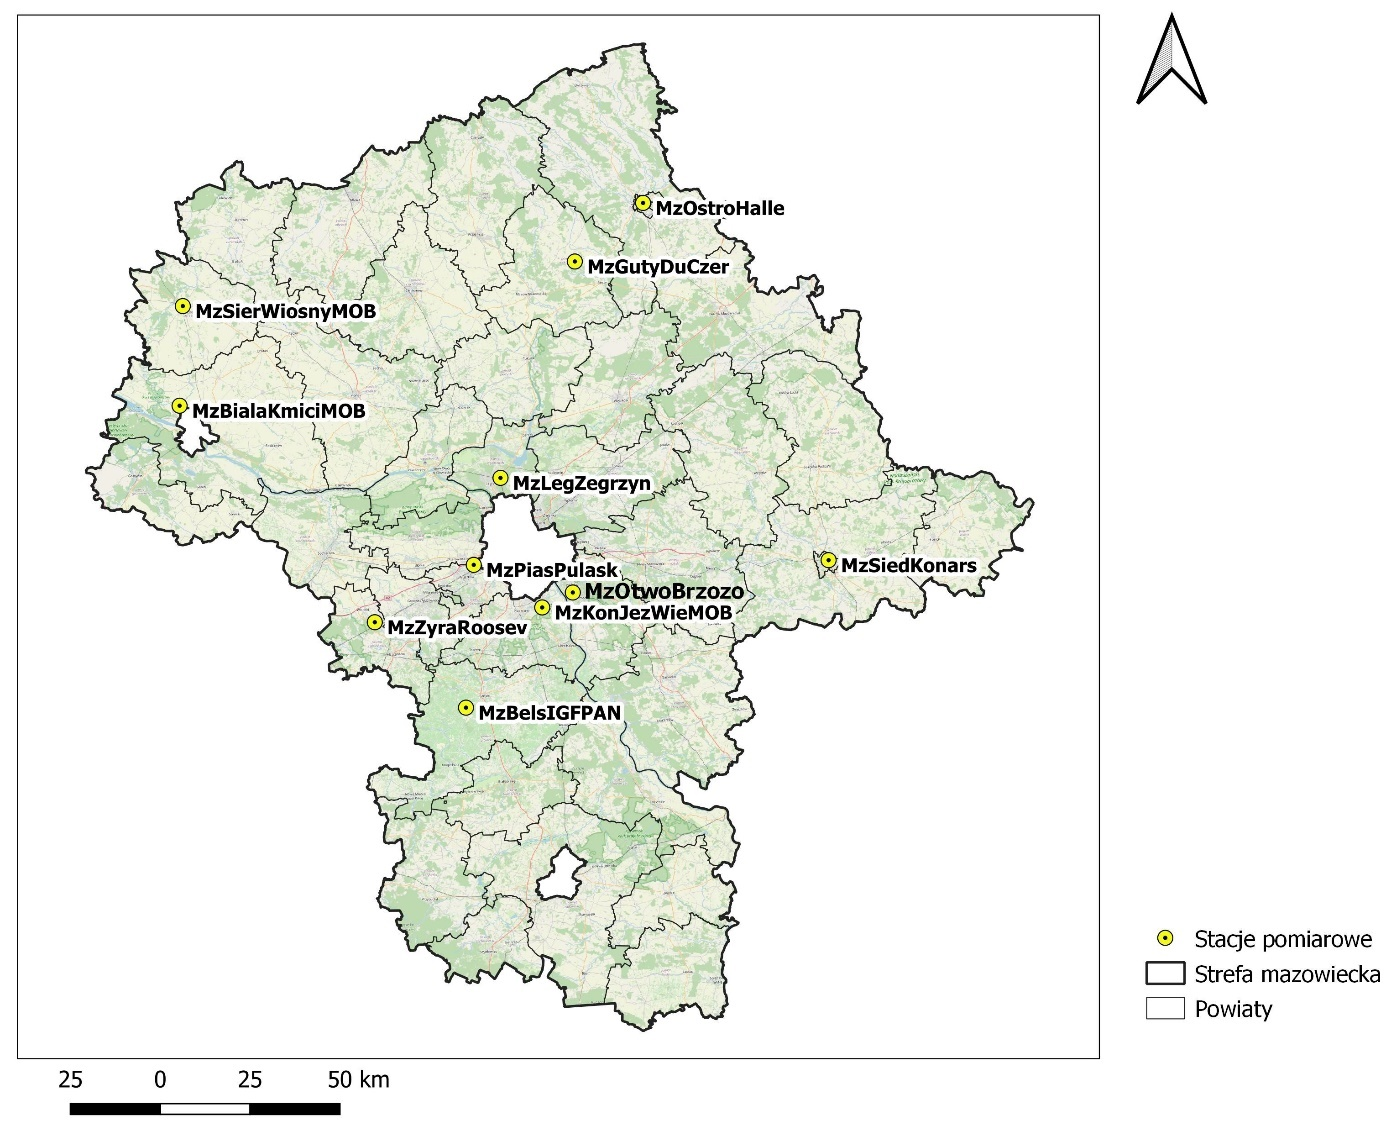 MzOstroHalle
MzGutyDuCzer
MzSierWiosnyMOB
MzBialaKmiciMOB
MzLegZegrzyn
MzPiasPulask
MzSiedKonars
MzOtwoBrzozo
MzKonJezWieMOB
MzZyraRoosev
MzBelsIGFPAN
Stacje pomiarowe
Strefa mazowiecka
Powiaty
25 0 25 50 km